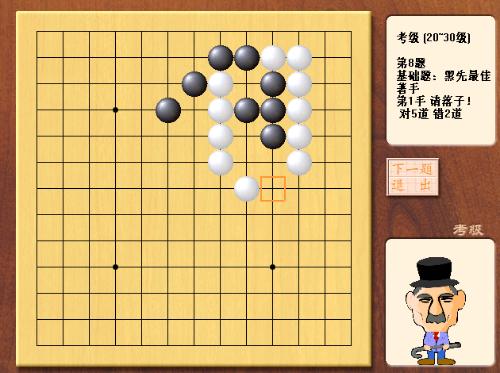 考级 (20~30级)
第8题
基础题：黑先最佳
著手
第1手 请落子!
对5道 错2道
下一题
退 出
考级